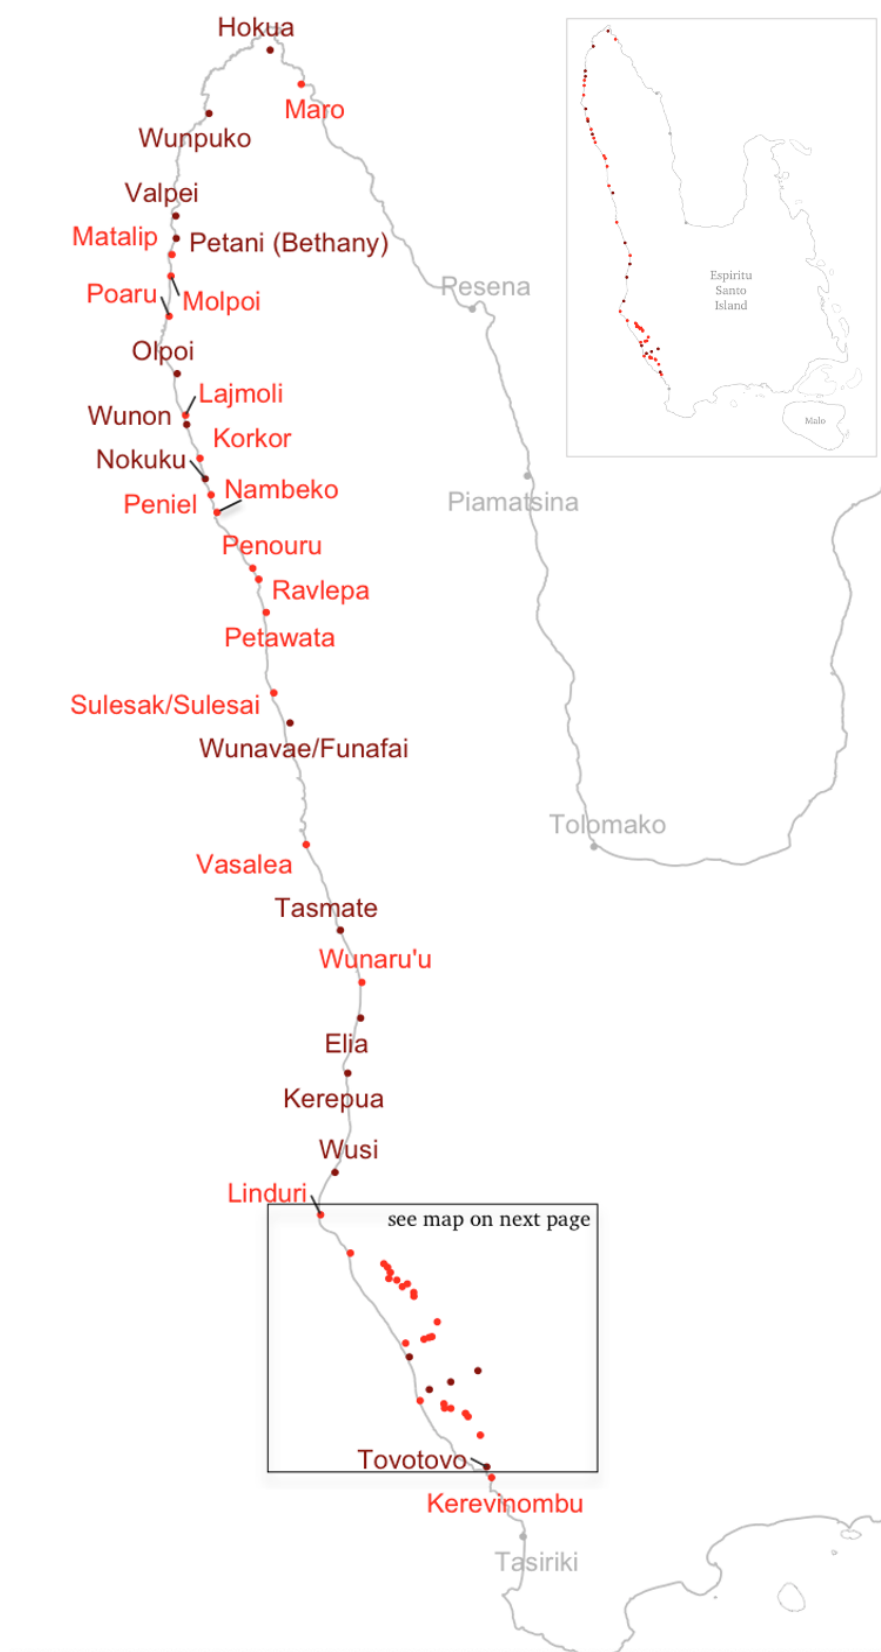 Hokua
Maro
Wunpuko
Valpei
Matalip
Petani (Bethany)
Poaru
Molpoi
Pesena
Olpoi
Lajmoli
Wunon
Korkor
Nokuku
Nambeko
Peniel
Piamatsina
Penouru
Ravlepa
Petawata
Sulesak/Sulesai
Wunavae/Funafai
Tolomako
Vasalea
Tasmate
Wunaru'u
Elia
Kerepua
Wusi
Linduri
see map on next page
Tovotovo
Kerevinombu
Tasiriki
Espiritu
Santo
Island
Malo